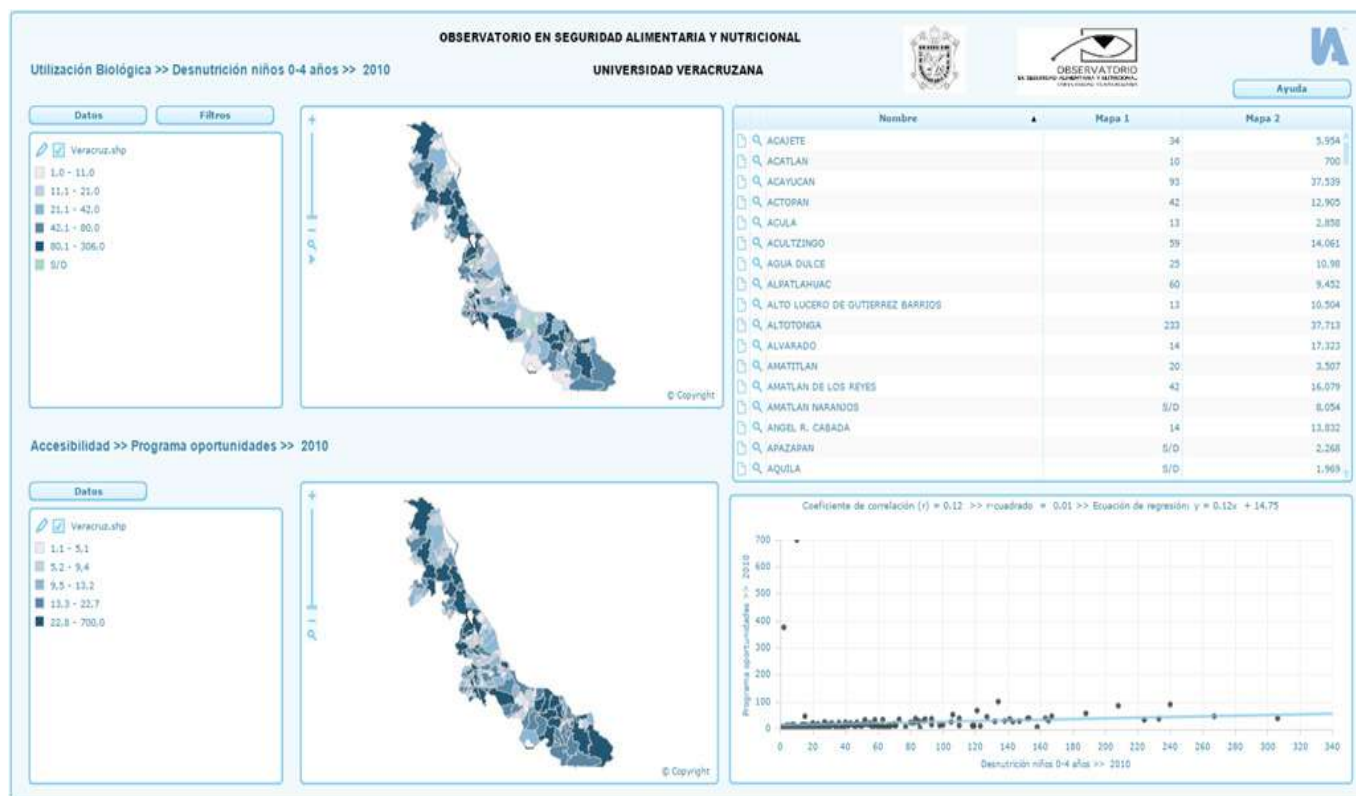 OBSERVATORIO EN SEGURIDAD ALIMENTARIA Y NUTRICIONAL
UNIVERSIDAD VERACRUZANA
OBSERVATORIO
Utilización Biológica >> Desnutrición niños 0-4 años >> 2010
Ayuda
Datos
Filtros
Veracruz.shp
1,0 - 11,0
11,1 - 21,0
21,1 - 42,0
42,1 - 80,0
80,1 - 306,0
S/D
© Copyright
Nombre Mapa 1 Mapa 2
ACAJETE 34 5,954
ACATLAN 10 700
ACAYUCAN 93 37,539
ACTOPAN 42 12,905
ACULA 13 2,858
ACULTZINGO 59 14,061
AGUA DULCE 25 10,98
ALPATLAHUAC 60 9,452
ALTO LUCERO DE GUTIERREZ BARRIOS 13 10,504
ALTOTONGA 233 37,713
ALVARADO 14 17,323
AMATITLAN 20 3,507
AMATLAN DE LOS REYES 42 16,079
AMATLAN NARANJOS S/D 8,054
ANGEL R. CABADA 14 13,832
APAZAPAN S/D 2,268
AQUILA S/D 1,969
Accesibilidad >> Programa oportunidades >> 2010
Datos
Veracruz.shp
1,1 - 5,1
5,2 - 9,4
9,5 - 13,2
13,3 - 22,7
22,8 - 700,0
© Copyright
Coeficiente de correlación (r) = 0.12 >> r-cuadrado = 0.01 >> Ecuación de regresión: y = 0.12x + 14.75
Programa oportunidades >> 2010
700
600
500
400
300
200
100
0
0 20 40 60 80 100 120 140 160 180 200 220 240 260 280 300 320 340
Desnutrición niños 0-4 años >> 2010